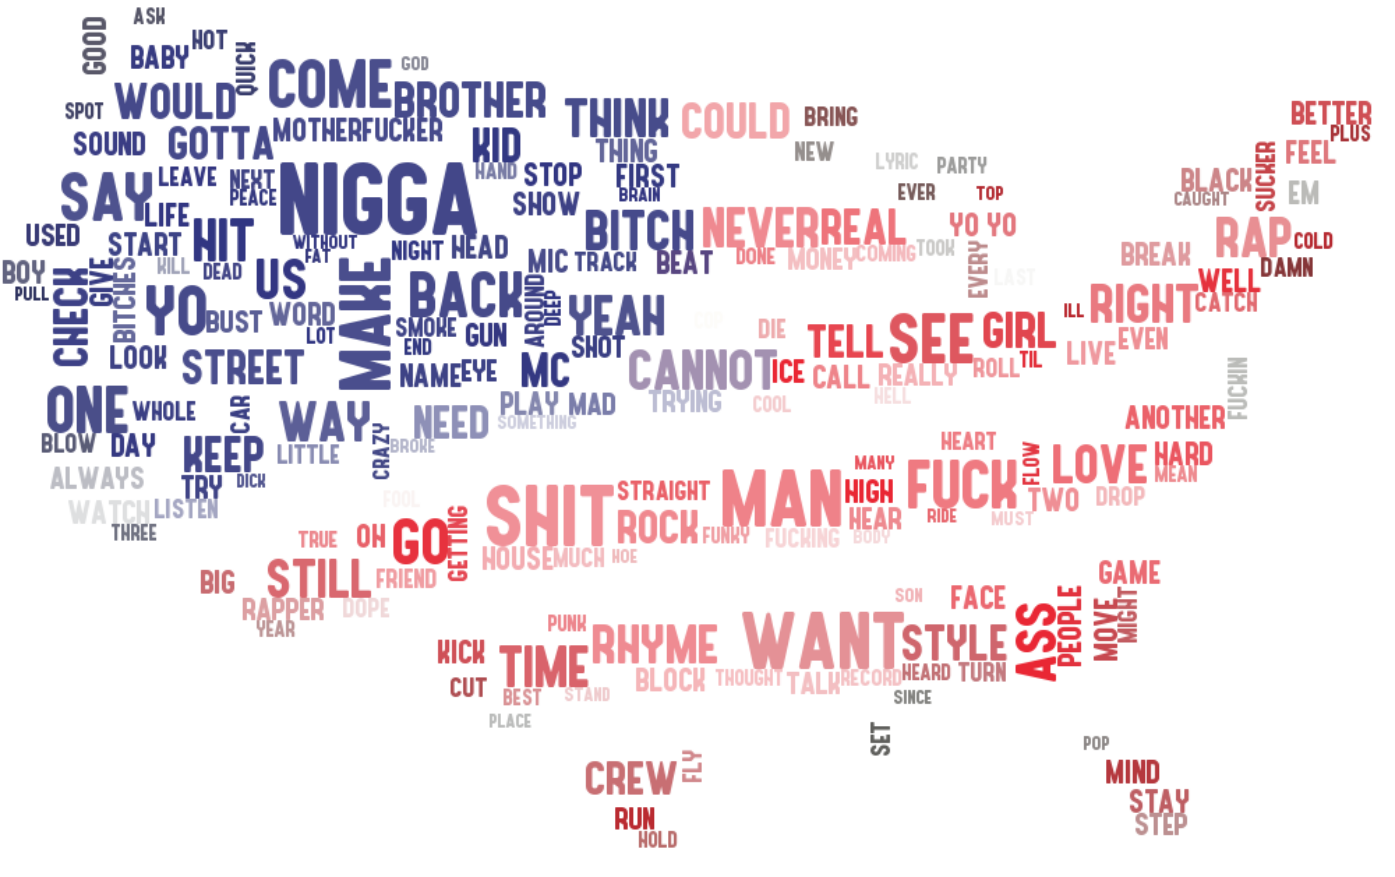 ASK
GOOD
HOT
BABY
QUICK
COME
GOD
BROTHER
WOULD
SPOT
THINK
COULD
BRING
BETTER
PLUS
SOUND
GOTTA
MOTHERFUCKER
KID
THING
NEW
LYRIC
PARTY
SUCKER
FEEL
SAY
LEAVE
NEXT
PEACE
NIGGA
HAND
STOP
FIRST
BRAIN
SHOW
EVER
TOP
BLACK
CAUGHT
EM
LIFE
USED
START
HIT
WITHOUT
FAT
NIGHT
HEAD
BITCH
NEVER
REAL
YO YO
RAP
COLD
BOY
PULL
CHECK
GIVE
BITCHES
KILL
DEAD
US
MAKE
MIC
TRACK
BEAT
DONE
MONEY
COMING
TOOK
EVERY
LAST
BREAK
WELL
DAMN
YO
BUST
WORD
LOT
BACK
AROUND
DEEP
YEAH
RIGHT
CATCH
ILL
LOOK
STREET
SMOKE
END
GUN
SHOT
DIE
TELL
SEE
GIRL
TIL
LIVE
EVEN
NAME
EYE
MC
CANNOT
ICE
CALL
REALLY
ROLL
FUCKIN
ONE
WHOLE
CAR
WAY
NEED
PLAY
MAD
SOMETHING
TRYING
COOL
HELL
ANOTHER
BLOW
DAY
KEEP
LITTLE
CRAZY
BROKE
HEART
FLOW
LOVE
HARD
MEAN
ALWAYS
TRY
DICK
MANY
FUCK
WATCH
LISTEN
THREE
FOOL
SHIT
STRAIGHT
MAN
HIGH
TWO
DROP
TRUE
OH
GO
GETTING
ROCK
FUNKY
FUCKING
HEAR
BODY
RIDE
MUST
BIG
STILL
FRIEND
HOUSE
MUCH
HOE
GAME
RAPPER
YEAR
DOPE
SON
FACE
ASS
PEOPLE
MOVE
MIGHT
PUNK
KICK
TIME
RHYME
WANT
STYLE
CUT
BEST
STAND
BLOCK
THOUGHT
TALK
RECORD
HEARD
TURN
PLACE
SINCE
SET
POP
CREW
FLY
MIND
RUN
HOLD
STAY
STEP